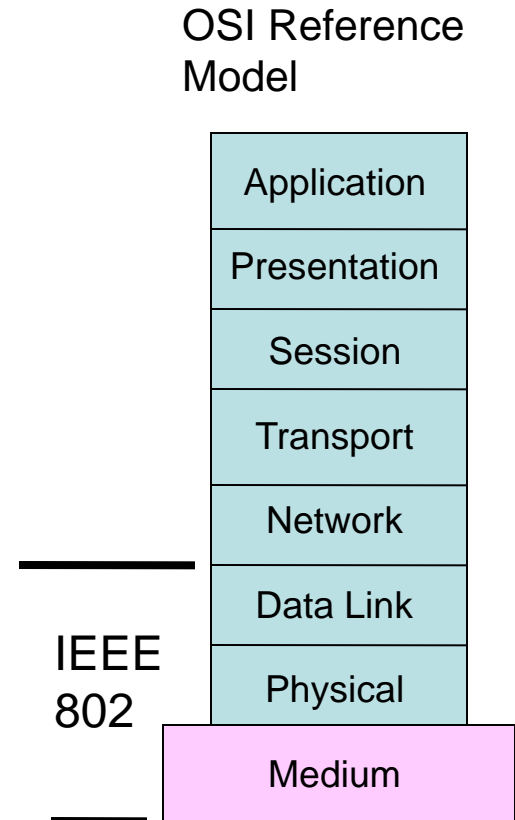 OSI Reference
Model
Application
Presentation
Session
Transport
Network
Data Link
IEEE
802
Physical
Medium